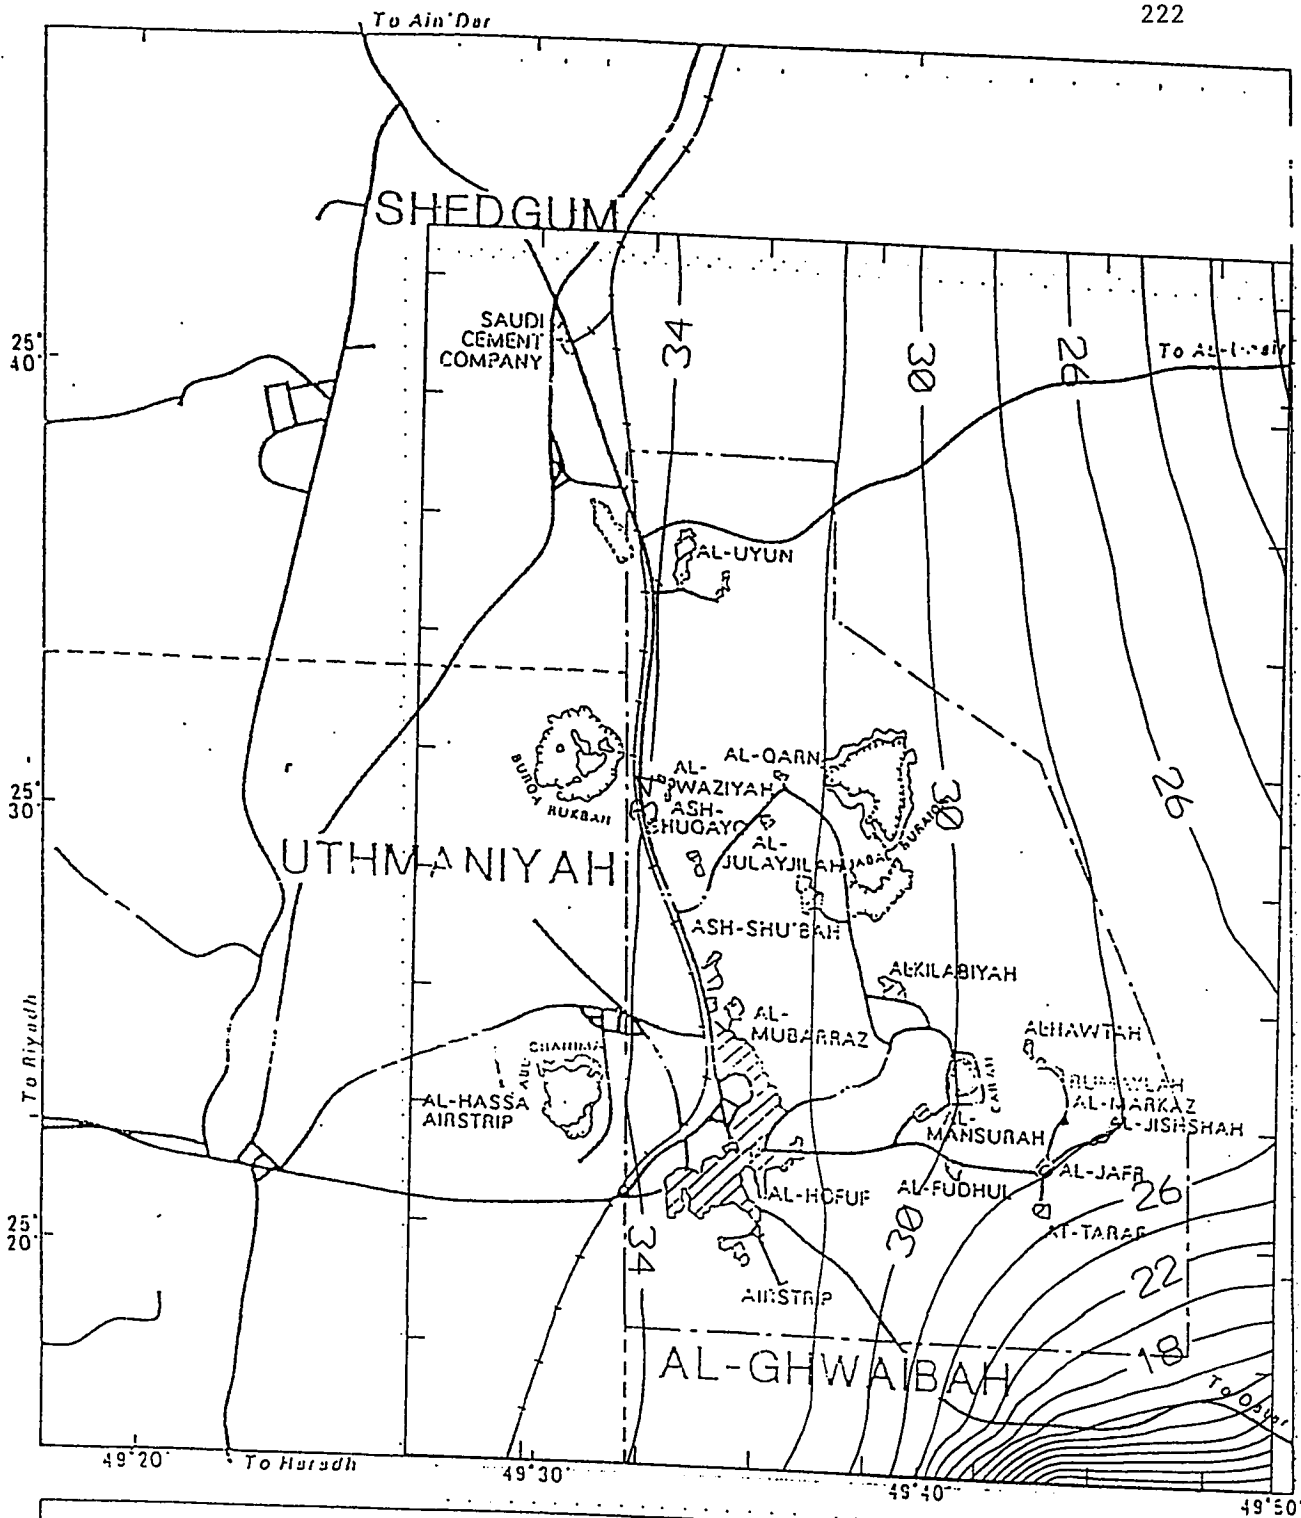 222
To Ain'Dar
SHEDGUM
SAUDI
CEMENT
COMPANY
34
30
26
25°
40'
AL-UYUN
BURQA RUKBAH
AL-QARN
AL-
WAZIYAH
ASH-
SHUQAYQ
26
30
25°
30'
UTHMANIYAH
AL-
JULAYJILAH
ASH-SHU'BAH
AL-KILABIYAH
AL-
MUBARRAZ
AL-HAWTAH
To Riyadh
AL-HASSA
AIRSTRIP
RUMAYLAH
AL-MARKAZ
AL-JISHSHAH
AL-
MANSURAH
AL-JAFR
AL-HOFUF
AL-FUDHUL
AT-TARAF
26
25°
20'
34
30
22
AIRSTRIP
18
AL-GHWAIBAH
49°20'
To Haradh
49°30'
49°40'
49°50'